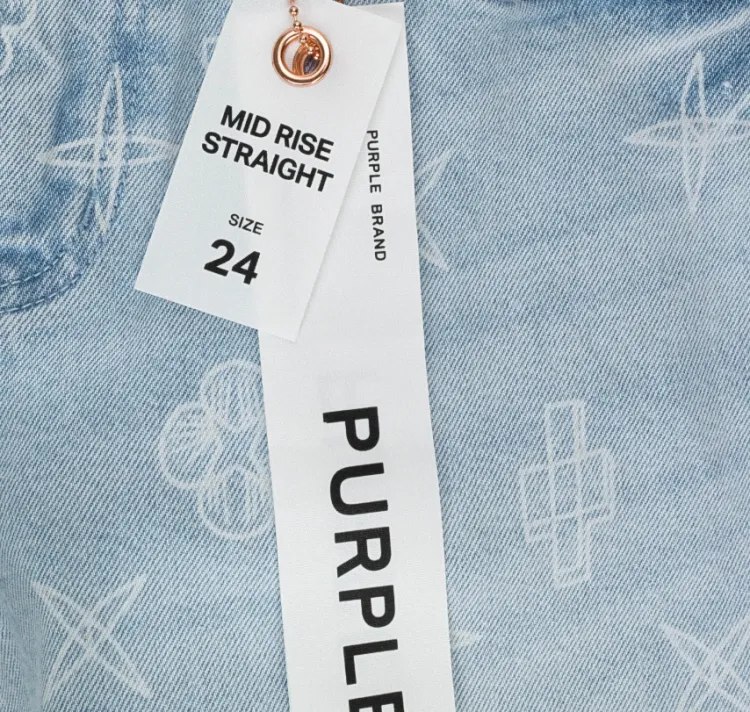 MID RISE
STRAIGHT
SIZE
24
PURPLE BRAND
PURPLE